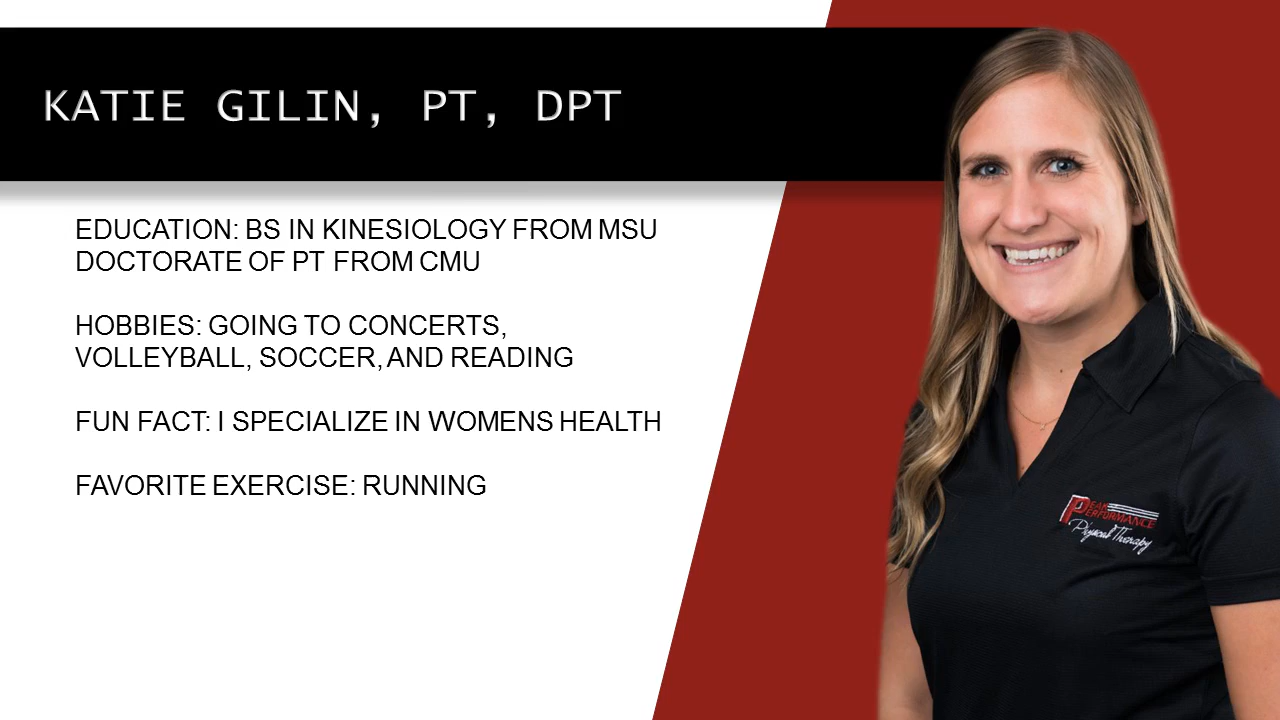 KATIE GILIN, PT, DPT
EDUCATION: BS IN KINESIOLOGY FROM MSU
DOCTORATE OF PT FROM CMU
HOBBIES: GOING TO CONCERTS,
VOLLEYBALL, SOCCER, AND READING
FUN FACT: I SPECIALIZE IN WOMENS HEALTH
FAVORITE EXERCISE: RUNNING
PEAK
PERFORMANCE
Physical Therapy